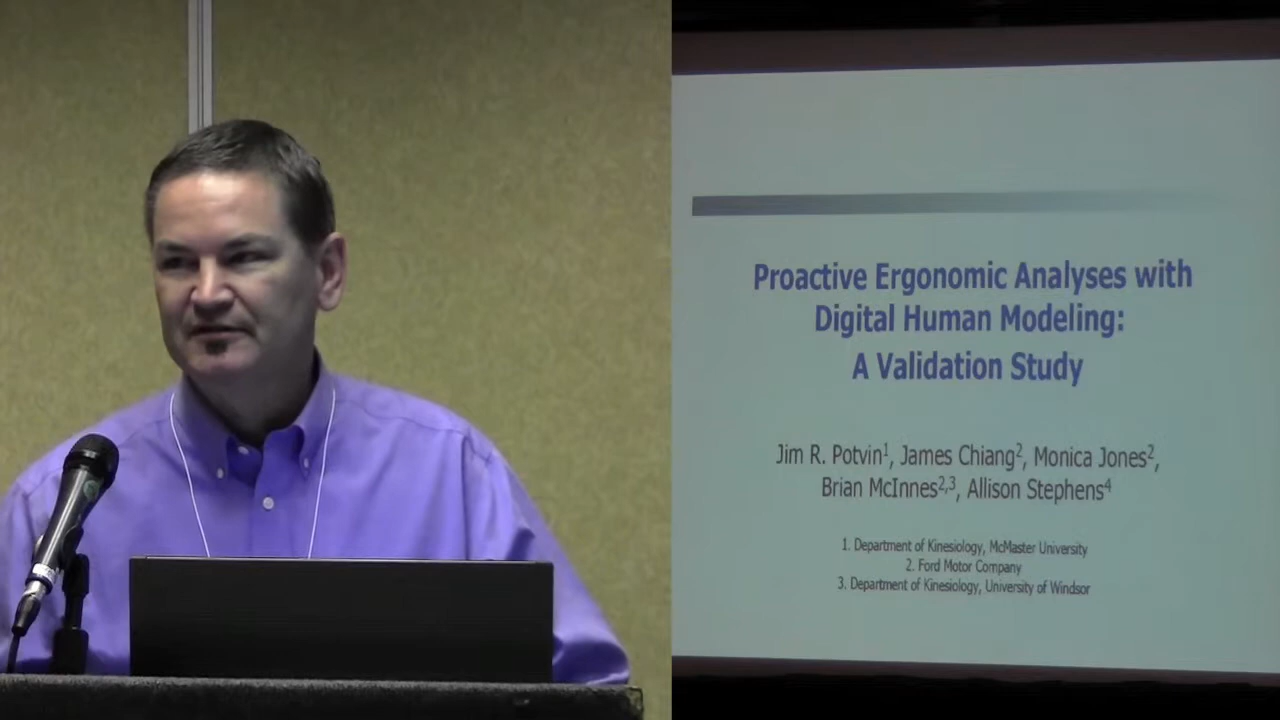 Proactive Ergonomic Analyses with
Digital Human Modeling:
A Validation Study
Jim R. Potvin¹, James Chiang², Monica Jones²,
Brian McInnes²,³, Allison Stephens⁴
1. Department of Kinesiology, McMaster University
2. Ford Motor Company
3. Department of Kinesiology, University of Windsor